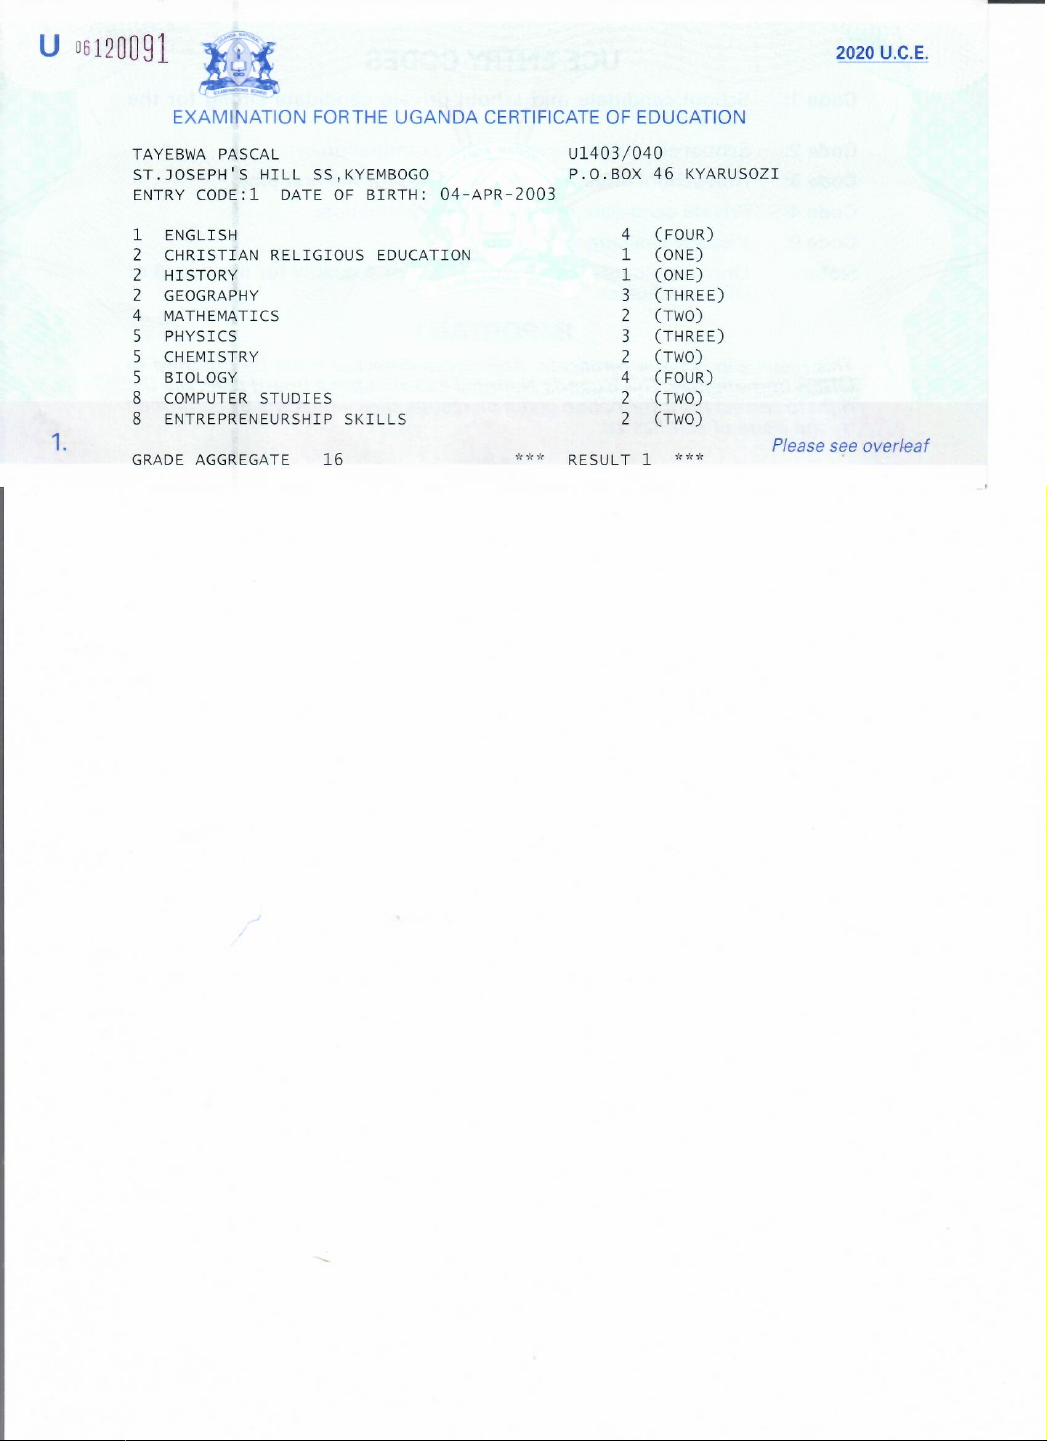 U 06120091
2020 U.C.E.
UGANDA NATIONAL
EXAMINATIONS BOARD
EXAMINATION FOR THE UGANDA CERTIFICATE OF EDUCATION
TAYEBWA PASCAL U1403/040
ST.JOSEPH'S HILL SS,KYEMBOGO P.O.BOX 46 KYARUSOZI
ENTRY CODE:1 DATE OF BIRTH: 04-APR-2003
1 ENGLISH 4 (FOUR)
2 CHRISTIAN RELIGIOUS EDUCATION 1 (ONE)
2 HISTORY 1 (ONE)
2 GEOGRAPHY 3 (THREE)
4 MATHEMATICS 2 (TWO)
5 PHYSICS 3 (THREE)
5 CHEMISTRY 2 (TWO)
5 BIOLOGY 4 (FOUR)
8 COMPUTER STUDIES 2 (TWO)
8 ENTREPRENEURSHIP SKILLS 2 (TWO)
1. Please see overleaf
GRADE AGGREGATE 16 *** RESULT 1 ***